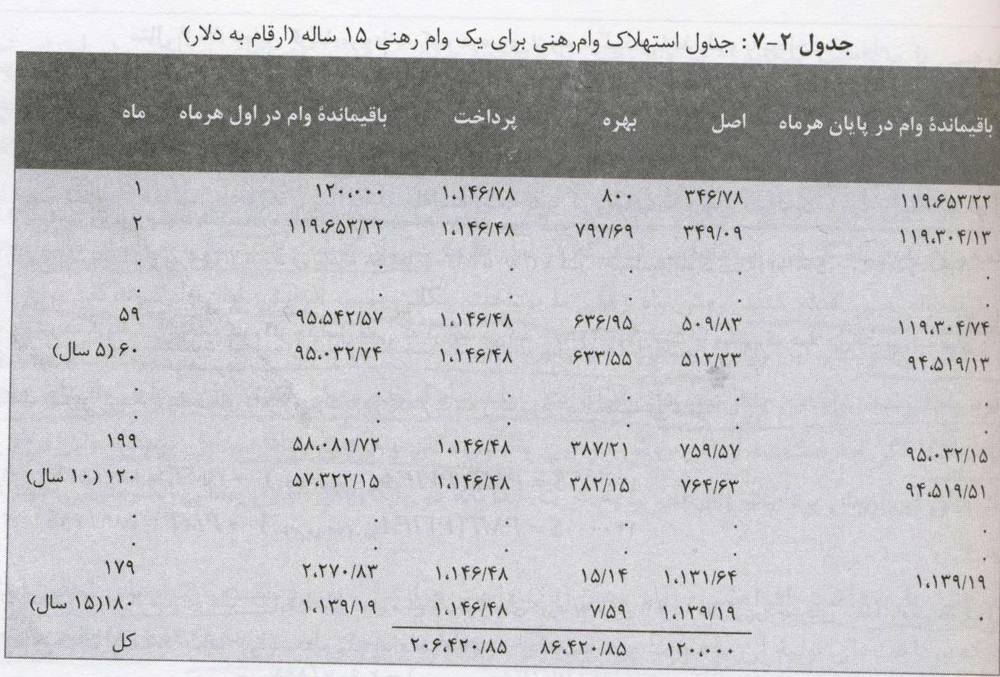 جدول ۲-۷ : جدول استهلاک وام‌رهنی برای یک وام رهنی ۱۵ ساله (ارقام به دلار)
ماه باقیماندهٔ وام در اول هرماه پرداخت بهره اصل باقیماندهٔ وام در پایان هرماه
۱ ۱۲۰،۰۰۰ ۱،۱۴۶/۷۸ ۸۰۰ ۳۴۶/۷۸ ۱۱۹،۶۵۳/۲۲
۲ ۱۱۹،۶۵۳/۲۲ ۱،۱۴۶/۴۸ ۷۹۷/۶۹ ۳۴۹/۰۹ ۱۱۹،۳۰۴/۱۳
. . . . . .
. . . . . .
۵۹ ۹۵،۵۴۲/۵۷ ۱،۱۴۶/۴۸ ۶۳۶/۹۵ ۵۰۹/۸۳ ۱۱۹،۳۰۴/۷۴
۶۰ (۵ سال) ۹۵،۰۳۲/۷۴ ۱،۱۴۶/۴۸ ۶۳۳/۵۵ ۵۱۳/۲۳ ۹۴،۵۱۹/۱۳
. . . . . .
. . . . . .
۱۹۹ ۵۸،۰۸۱/۷۲ ۱،۱۴۶/۴۸ ۳۸۷/۲۱ ۷۵۹/۵۷ ۹۵،۰۳۲/۱۵
۱۲۰ (۱۰ سال) ۵۷،۳۲۲/۱۵ ۱،۱۴۶/۴۸ ۳۸۲/۱۵ ۷۶۴/۶۳ ۹۴،۵۱۹/۵۱
. . . . . .
. . . . . .
۱۷۹ ۲،۲۷۰/۸۳ ۱،۱۴۶/۴۸ ۱۵/۱۴ ۱،۱۳۱/۶۴ ۱،۱۳۹/۱۹
۱۸۰(۱۵ سال) ۱،۱۳۹/۱۹ ۱،۱۴۶/۴۸ ۷/۵۹ ۱،۱۳۹/۱۹ ۰
کل ۲۰۶،۴۲۰/۸۵ ۸۶،۴۲۰/۸۵ ۱۲۰،۰۰۰